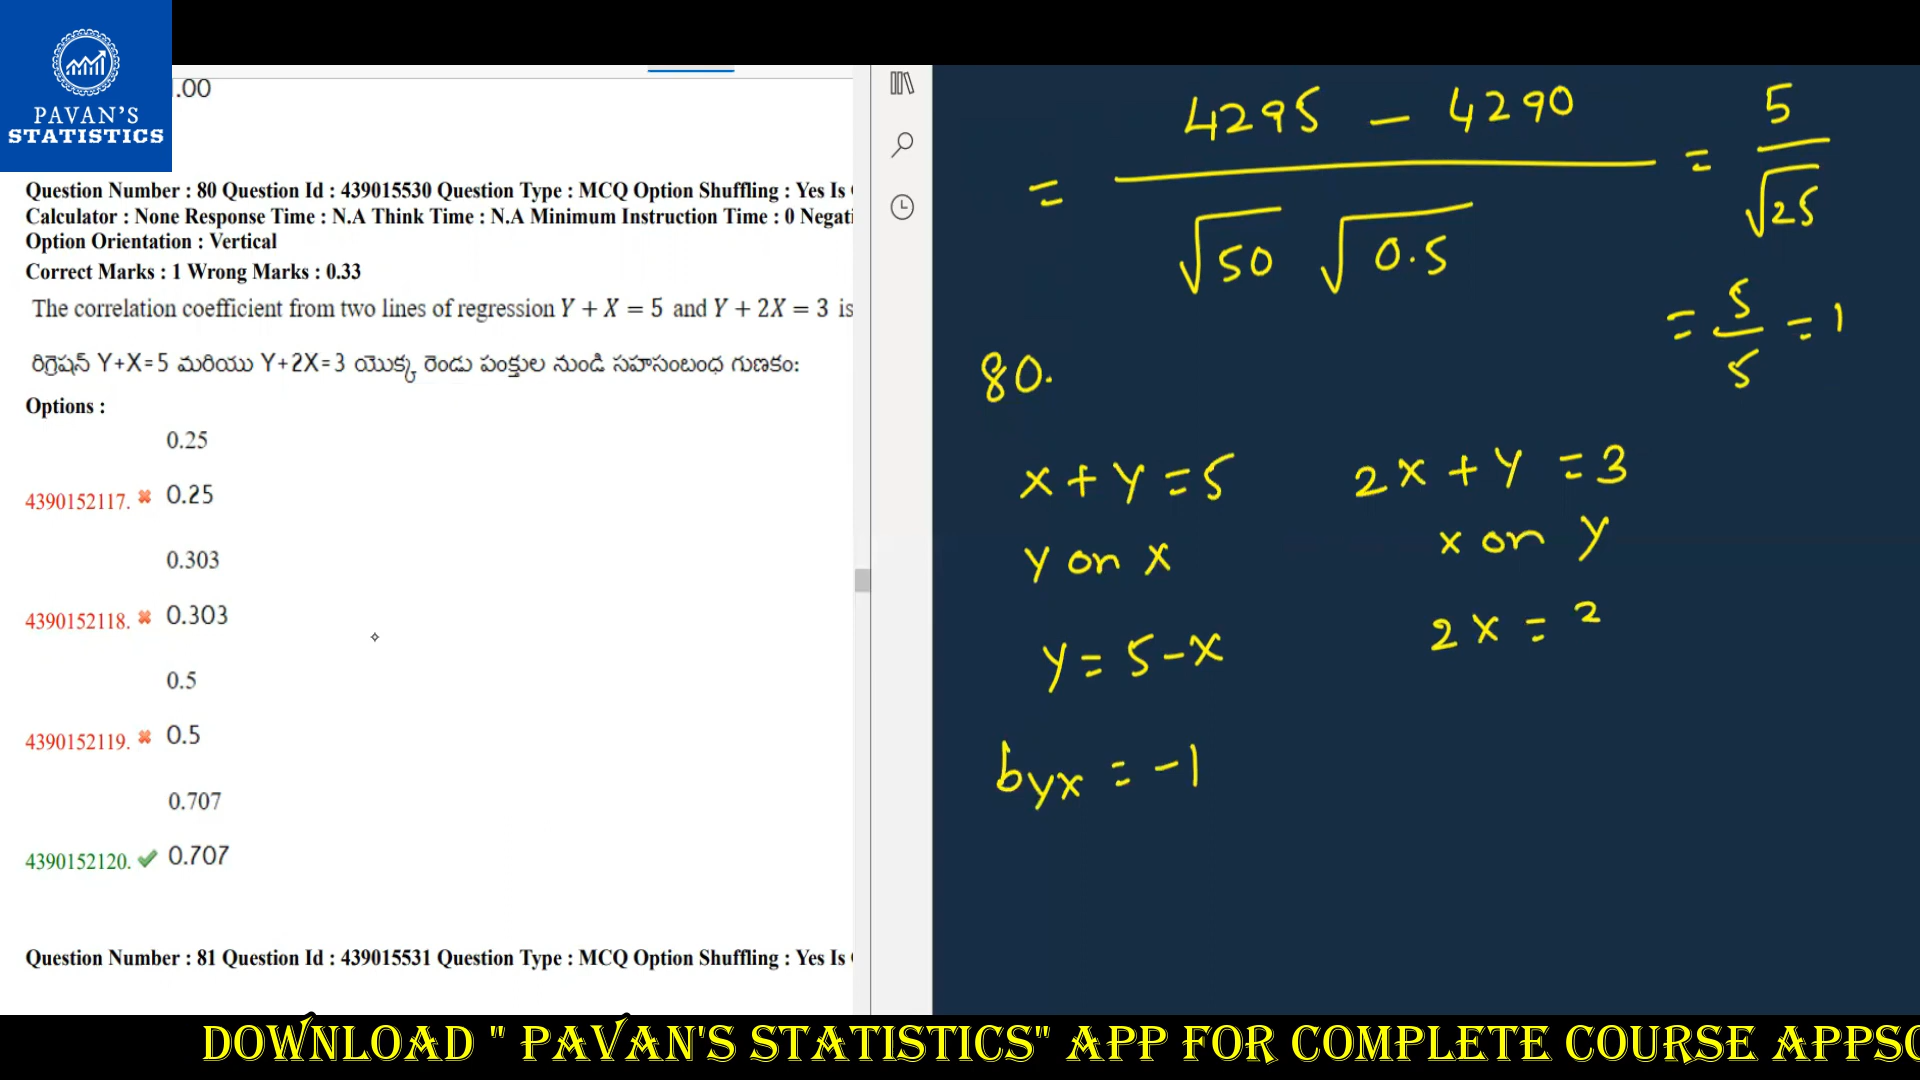 PAVAN'S
STATISTICS
.00
Question Number : 80 Question Id : 439015530 Question Type : MCQ Option Shuffling : Yes Is
Calculator : None Response Time : N.A Think Time : N.A Minimum Instruction Time : 0 Negati
Option Orientation : Vertical
Correct Marks : 1 Wrong Marks : 0.33
The correlation coefficient from two lines of regression Y + X = 5 and Y + 2X = 3 is
రిగ్రెషన్ Y+X=5 మరియు Y+2X=3 యొక్క రెండు పంక్తుల నుండి సహసంబంధ గుణకం:
Options :
0.25
4390152117. ✖ 0.25
0.303
4390152118. ✖ 0.303
0.5
4390152119. ✖ 0.5
0.707
4390152120. ✔ 0.707
Question Number : 81 Question Id : 439015531 Question Type : MCQ Option Shuffling : Yes Is
= (4295 - 4290) / (√50 √0.5) = 5 / √25
= 5/5 = 1
80.
x + y = 5
y on x
y = 5 - x
byx = -1
2x + y = 3
x on y
2x = 2
DOWNLOAD " PAVAN'S STATISTICS" APP FOR COMPLETE COURSE APPSC